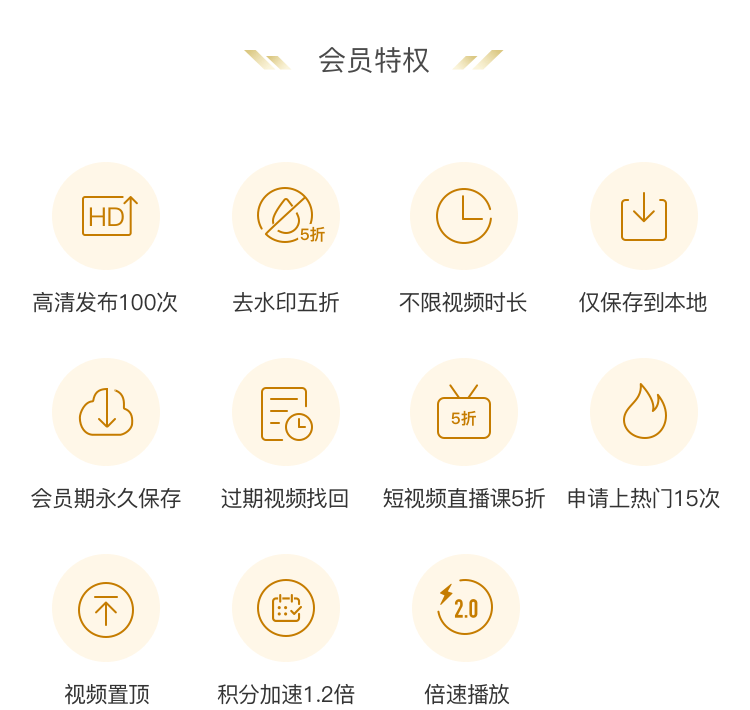 会员特权
HD
5折
高清发布100次
去水印五折
不限视频时长
仅保存到本地
5折
会员期永久保存
过期视频找回
短视频直播课5折
申请上热门15次
2.0
视频置顶
积分加速1.2倍
倍速播放